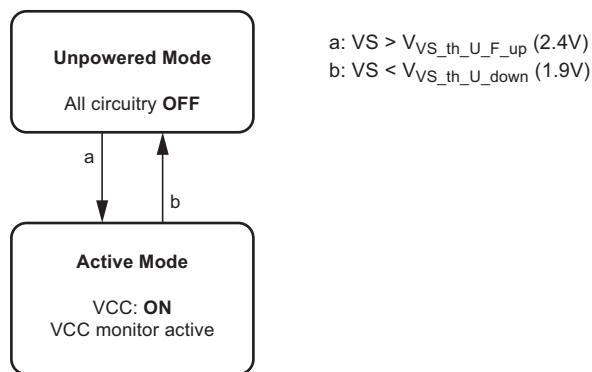 Unpowered Mode
All circuitry OFF
a: VS > VVS_th_U_F_up (2.4V)
b: VS < VVS_th_U_down (1.9V)
a
b
Active Mode
VCC: ON
VCC monitor active